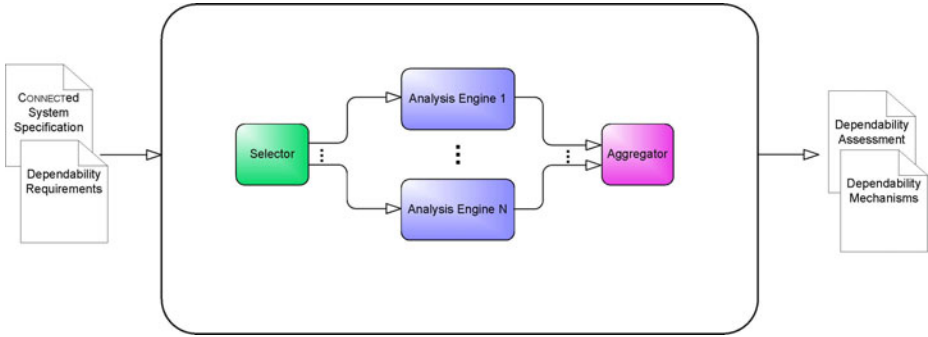 CONNECTed
System
Specification
Dependability
Requirements
Selector
Analysis Engine 1
Analysis Engine N
Aggregator
Dependability
Assessment
Dependability
Mechanisms